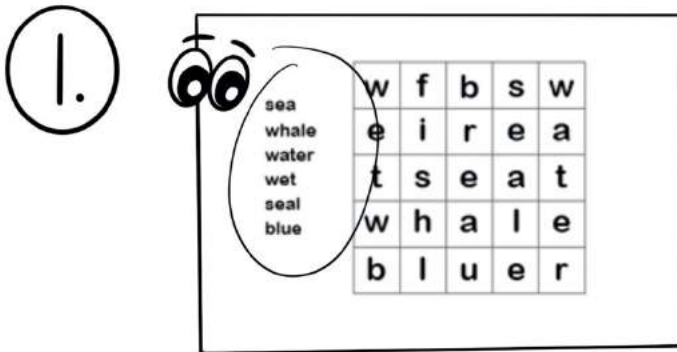 1.
sea
whale
water
wet
seal
blue
w f b s w
e i r e a
t s e a t
w h a l e
b l u e r